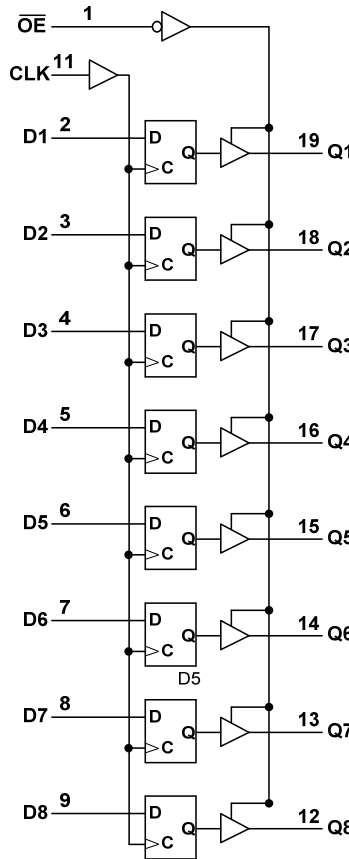 OE 1
CLK 11
D1 2 D Q C 19 Q1
D2 3 D Q C 18 Q2
D3 4 D Q C 17 Q3
D4 5 D Q C 16 Q4
D5 6 D Q C 15 Q5
D6 7 D Q C 14 Q6
D5
D7 8 D Q C 13 Q7
D8 9 D Q C 12 Q8